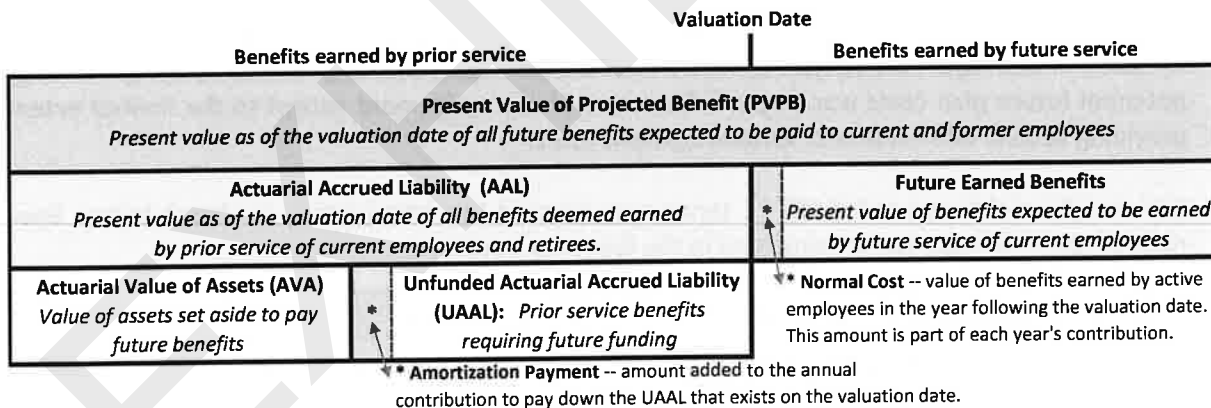 Valuation Date
Benefits earned by prior service
Benefits earned by future service
Present Value of Projected Benefit (PVPB)
Present value as of the valuation date of all future benefits expected to be paid to current and former employees
Actuarial Accrued Liability (AAL)
Present value as of the valuation date of all benefits deemed earned
by prior service of current employees and retirees.
*
Future Earned Benefits
Present value of benefits expected to be earned
by future service of current employees
Actuarial Value of Assets (AVA)
Value of assets set aside to pay
future benefits
*
Unfunded Actuarial Accrued Liability
(UAAL): Prior service benefits
requiring future funding
* Normal Cost -- value of benefits earned by active
employees in the year following the valuation date.
This amount is part of each year's contribution.
* Amortization Payment -- amount added to the annual
contribution to pay down the UAAL that exists on the valuation date.